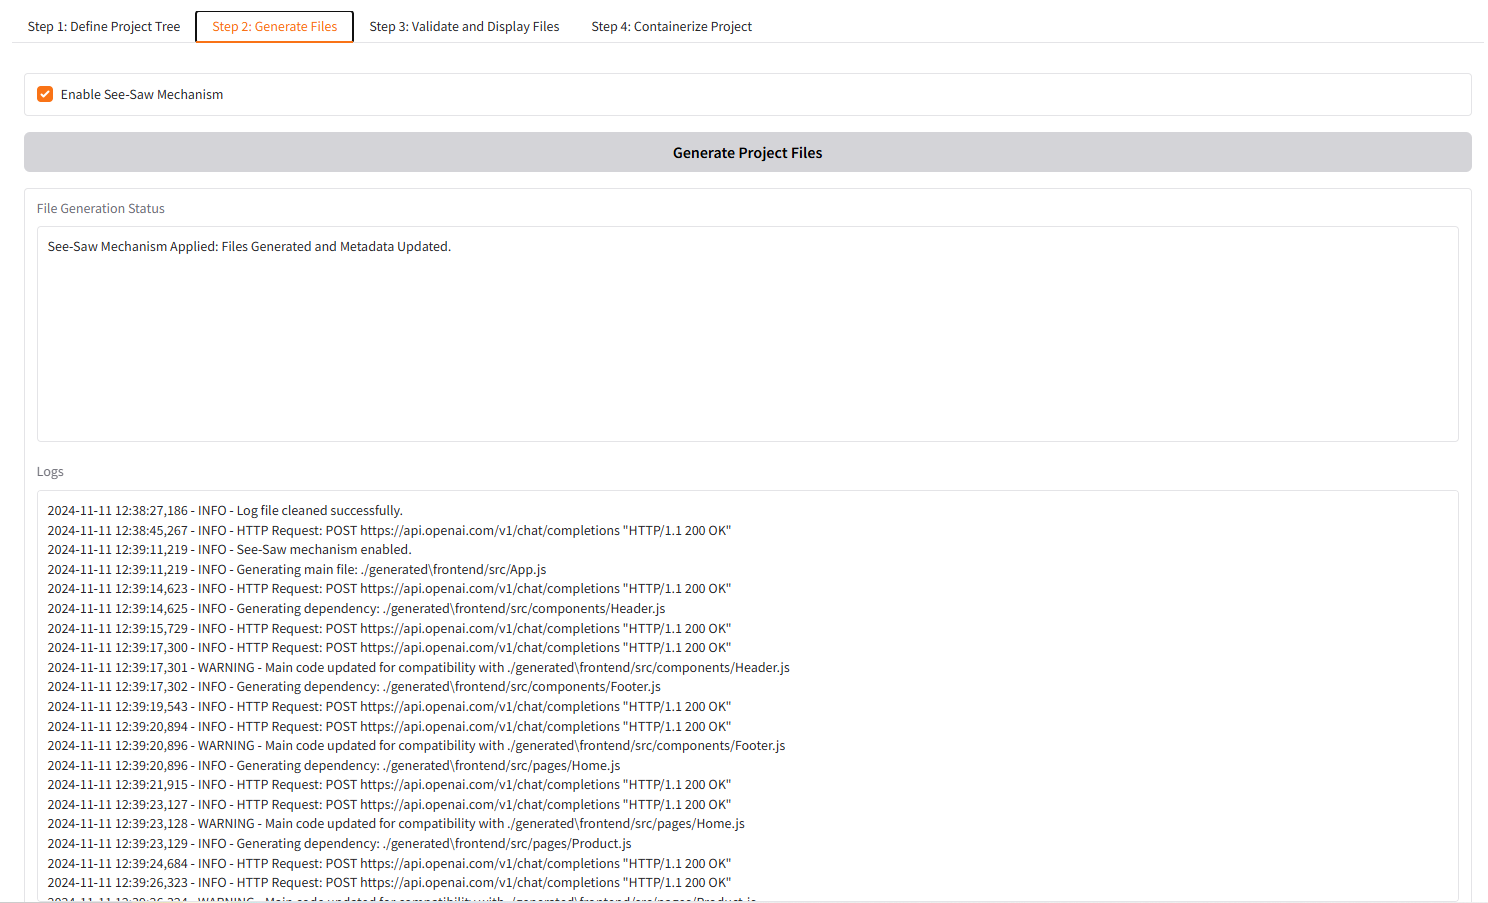 Step 1: Define Project Tree
Step 2: Generate Files
Step 3: Validate and Display Files
Step 4: Containerize Project
Enable See-Saw Mechanism
Generate Project Files
File Generation Status
See-Saw Mechanism Applied: Files Generated and Metadata Updated.
Logs
2024-11-11 12:38:27,186 - INFO - Log file cleaned successfully.
2024-11-11 12:38:45,267 - INFO - HTTP Request: POST https://api.openai.com/v1/chat/completions "HTTP/1.1 200 OK"
2024-11-11 12:39:11,219 - INFO - See-Saw mechanism enabled.
2024-11-11 12:39:11,219 - INFO - Generating main file: ./generated\frontend/src/App.js
2024-11-11 12:39:14,623 - INFO - HTTP Request: POST https://api.openai.com/v1/chat/completions "HTTP/1.1 200 OK"
2024-11-11 12:39:14,625 - INFO - Generating dependency: ./generated\frontend/src/components/Header.js
2024-11-11 12:39:15,729 - INFO - HTTP Request: POST https://api.openai.com/v1/chat/completions "HTTP/1.1 200 OK"
2024-11-11 12:39:17,300 - INFO - HTTP Request: POST https://api.openai.com/v1/chat/completions "HTTP/1.1 200 OK"
2024-11-11 12:39:17,301 - WARNING - Main code updated for compatibility with ./generated\frontend/src/components/Header.js
2024-11-11 12:39:17,302 - INFO - Generating dependency: ./generated\frontend/src/components/Footer.js
2024-11-11 12:39:19,543 - INFO - HTTP Request: POST https://api.openai.com/v1/chat/completions "HTTP/1.1 200 OK"
2024-11-11 12:39:20,894 - INFO - HTTP Request: POST https://api.openai.com/v1/chat/completions "HTTP/1.1 200 OK"
2024-11-11 12:39:20,896 - WARNING - Main code updated for compatibility with ./generated\frontend/src/components/Footer.js
2024-11-11 12:39:20,896 - INFO - Generating dependency: ./generated\frontend/src/pages/Home.js
2024-11-11 12:39:21,915 - INFO - HTTP Request: POST https://api.openai.com/v1/chat/completions "HTTP/1.1 200 OK"
2024-11-11 12:39:23,127 - INFO - HTTP Request: POST https://api.openai.com/v1/chat/completions "HTTP/1.1 200 OK"
2024-11-11 12:39:23,128 - WARNING - Main code updated for compatibility with ./generated\frontend/src/pages/Home.js
2024-11-11 12:39:23,129 - INFO - Generating dependency: ./generated\frontend/src/pages/Product.js
2024-11-11 12:39:24,684 - INFO - HTTP Request: POST https://api.openai.com/v1/chat/completions "HTTP/1.1 200 OK"
2024-11-11 12:39:26,323 - INFO - HTTP Request: POST https://api.openai.com/v1/chat/completions "HTTP/1.1 200 OK"